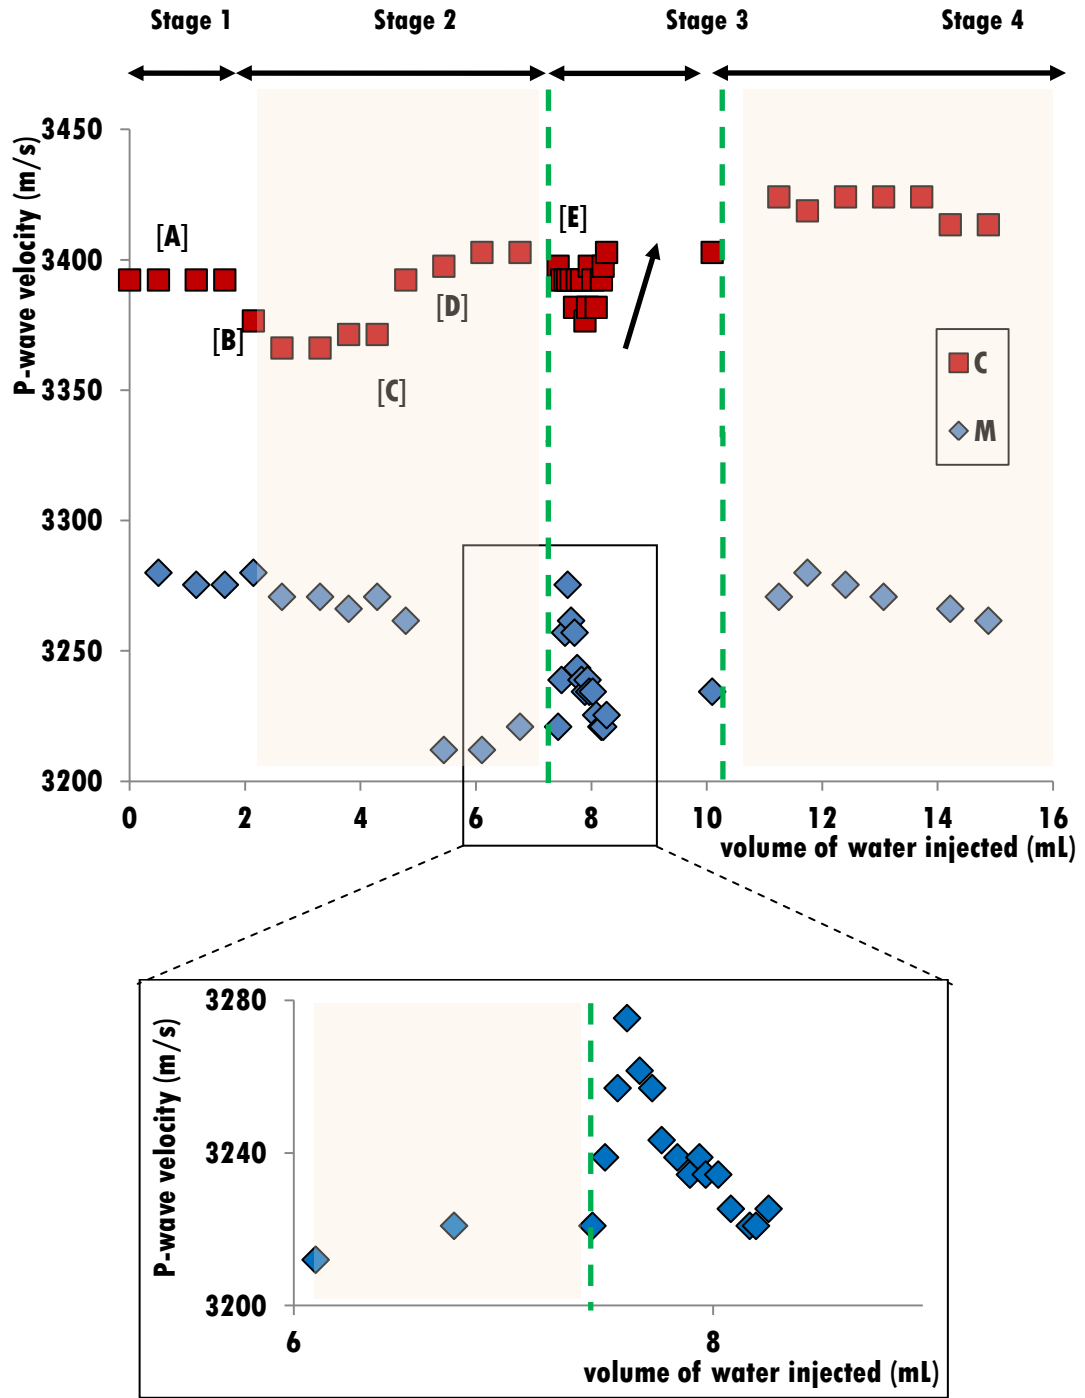 Stage 1 Stage 2 Stage 3 Stage 4
P-wave velocity (m/s)
3450
3400
3350
3300
3250
3200
[A]
[B]
[C]
[D]
[E]
C
M
0 2 4 6 8 10 12 14 16
volume of water injected (mL)
P-wave velocity (m/s)
3280
3240
3200
6 8
volume of water injected (mL)